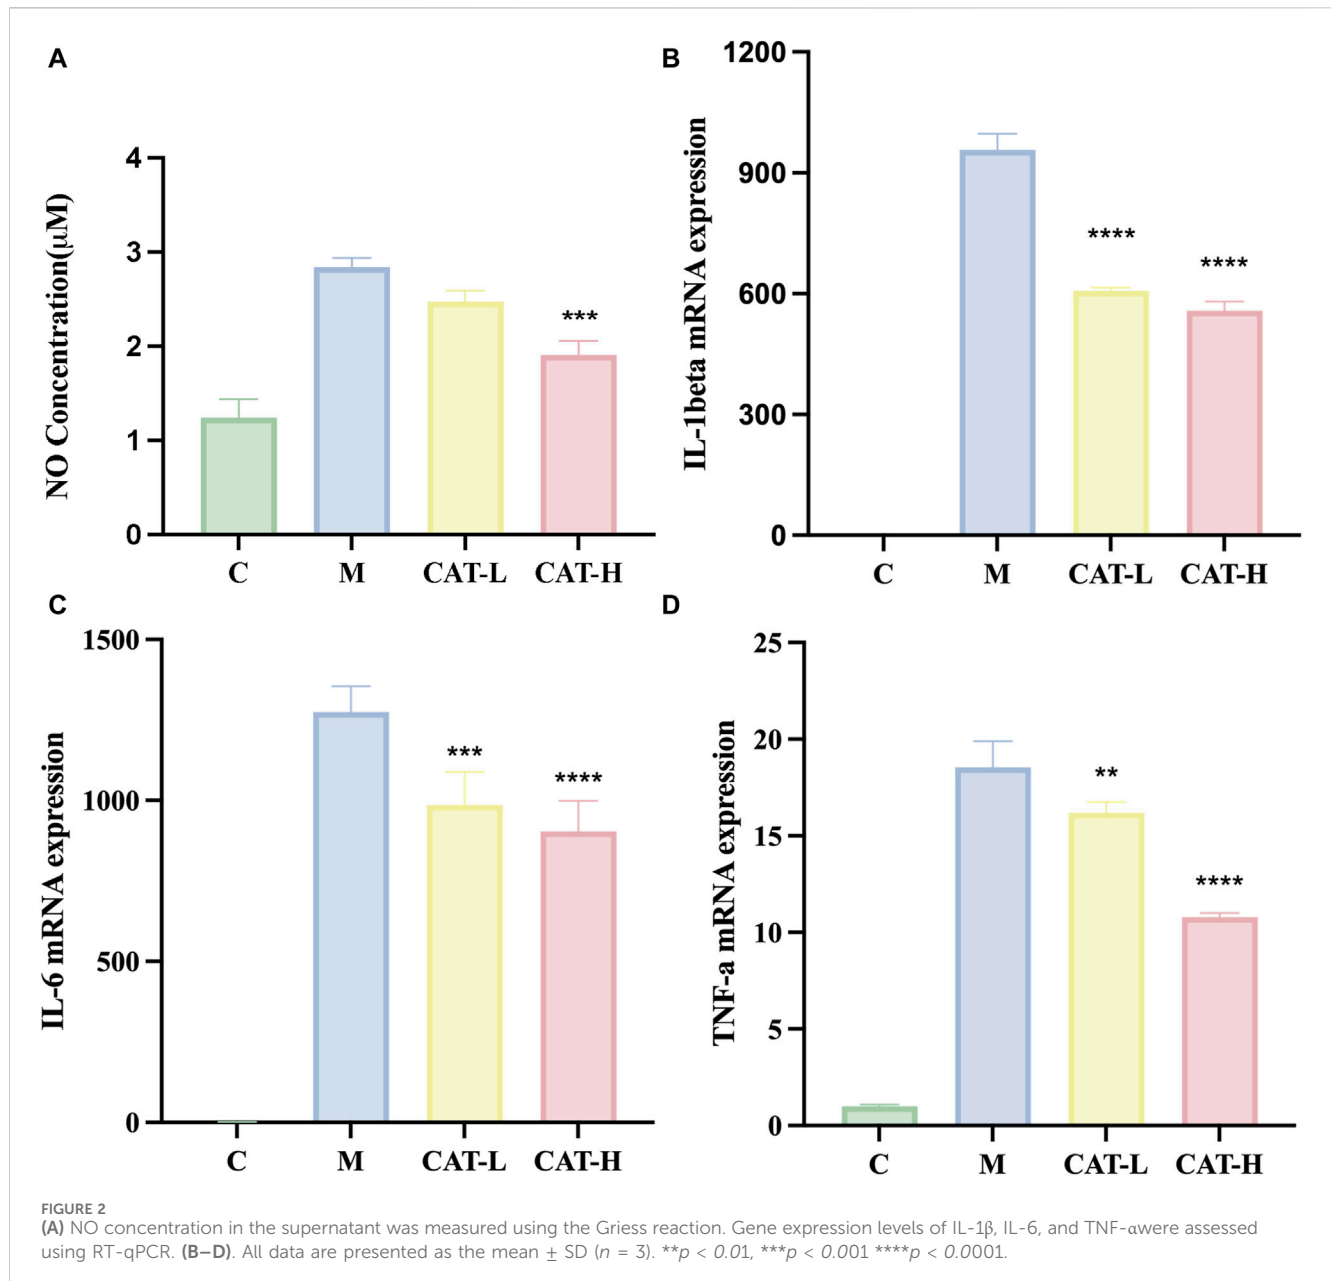 A
NO Concentration(μM)
4
3
2
1
0
***
C M CAT-L CAT-H
B
IL-1beta mRNA expression
1200
900
600
300
0
****
****
C M CAT-L CAT-H
C
IL-6 mRNA expression
1500
1000
500
0
***
****
C M CAT-L CAT-H
D
TNF-a mRNA expression
25
20
15
10
5
0
**
****
C M CAT-L CAT-H
FIGURE 2
(A) NO concentration in the supernatant was measured using the Griess reaction. Gene expression levels of IL-1β, IL-6, and TNF-αwere assessed
using RT-qPCR. (B–D). All data are presented as the mean ± SD (n = 3). **p < 0.01, ***p < 0.001 ****p < 0.0001.